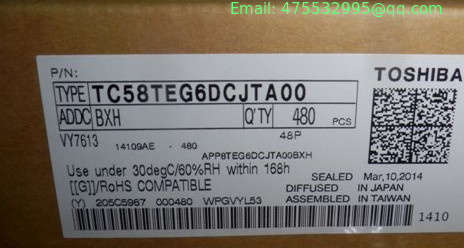 Email: 475532995@qq.com
P/N:
TOSHIBA
TYPE TC58TEG6DCJTA00
ADDC BXH Q'TY 480 PCS
VY7613 48P
14109AE - 480
APP8TEG6DCJTA00BXH
Use under 30degC/60%RH within 168h
SEALED Mar,10,2014
[[G]]/RoHS COMPATIBLE DIFFUSED IN JAPAN
(Y) 205C5967 000480 WPGVYL53 ASSEMBLED IN TAIWAN
1410